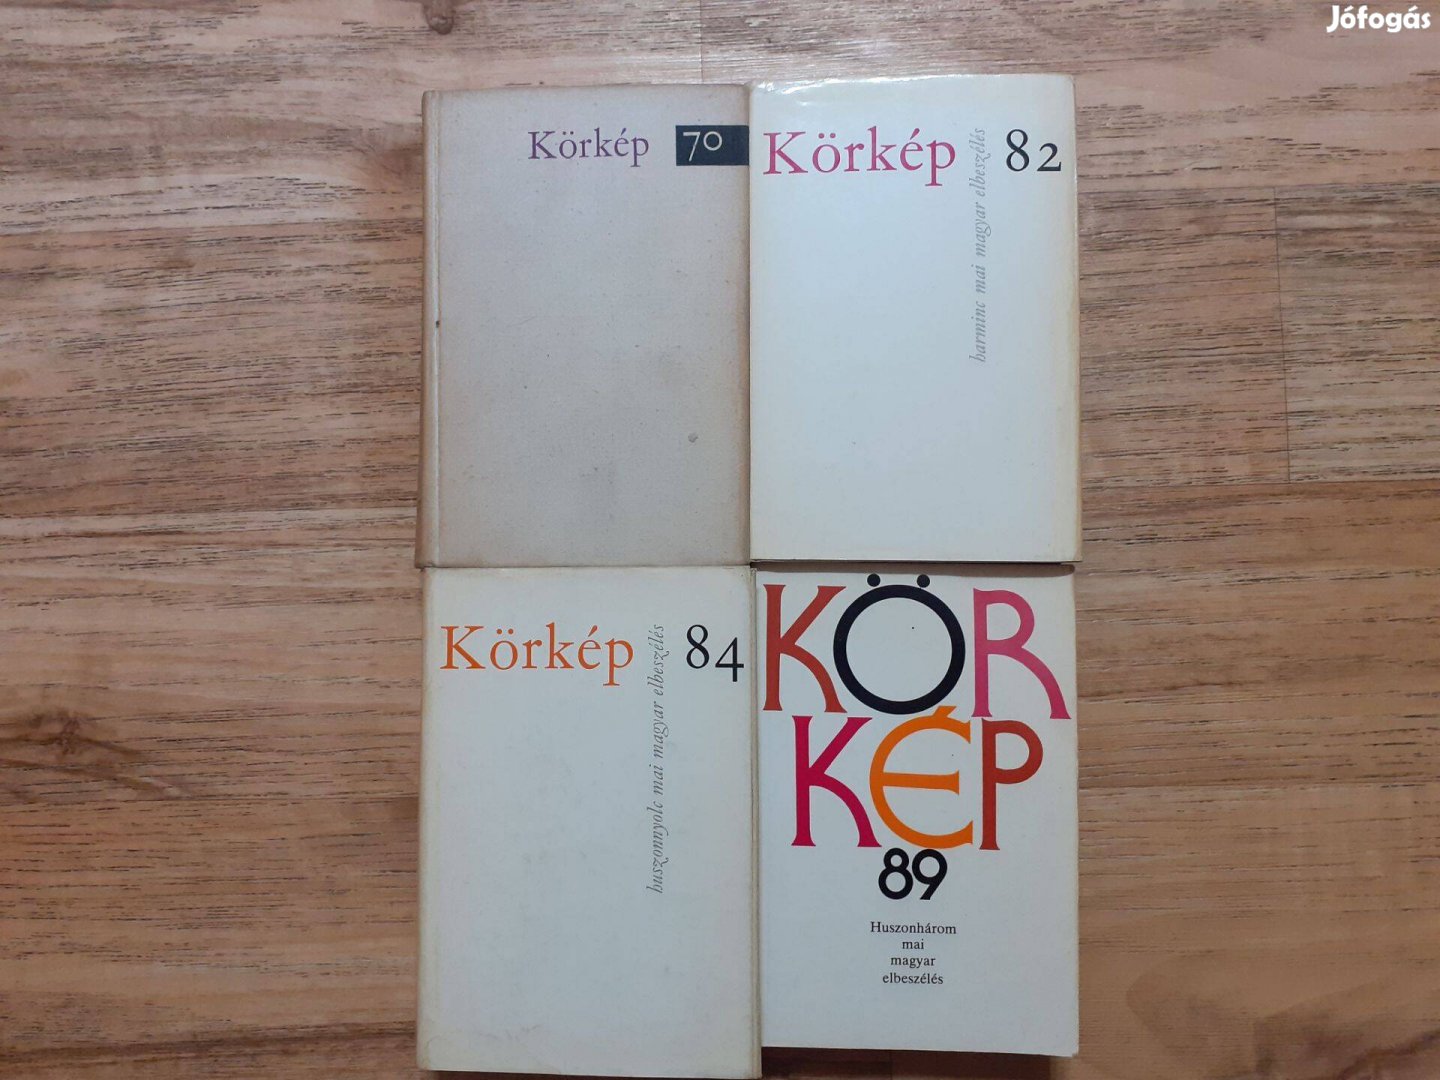 Jófogás
Körkép 70
Körkép 82
harminc mai magyar elbeszélés
Körkép 84
huszonnyolc mai magyar elbeszélés
KÖR
KÉP
89
Huszonhárom
mai
magyar
elbeszélés